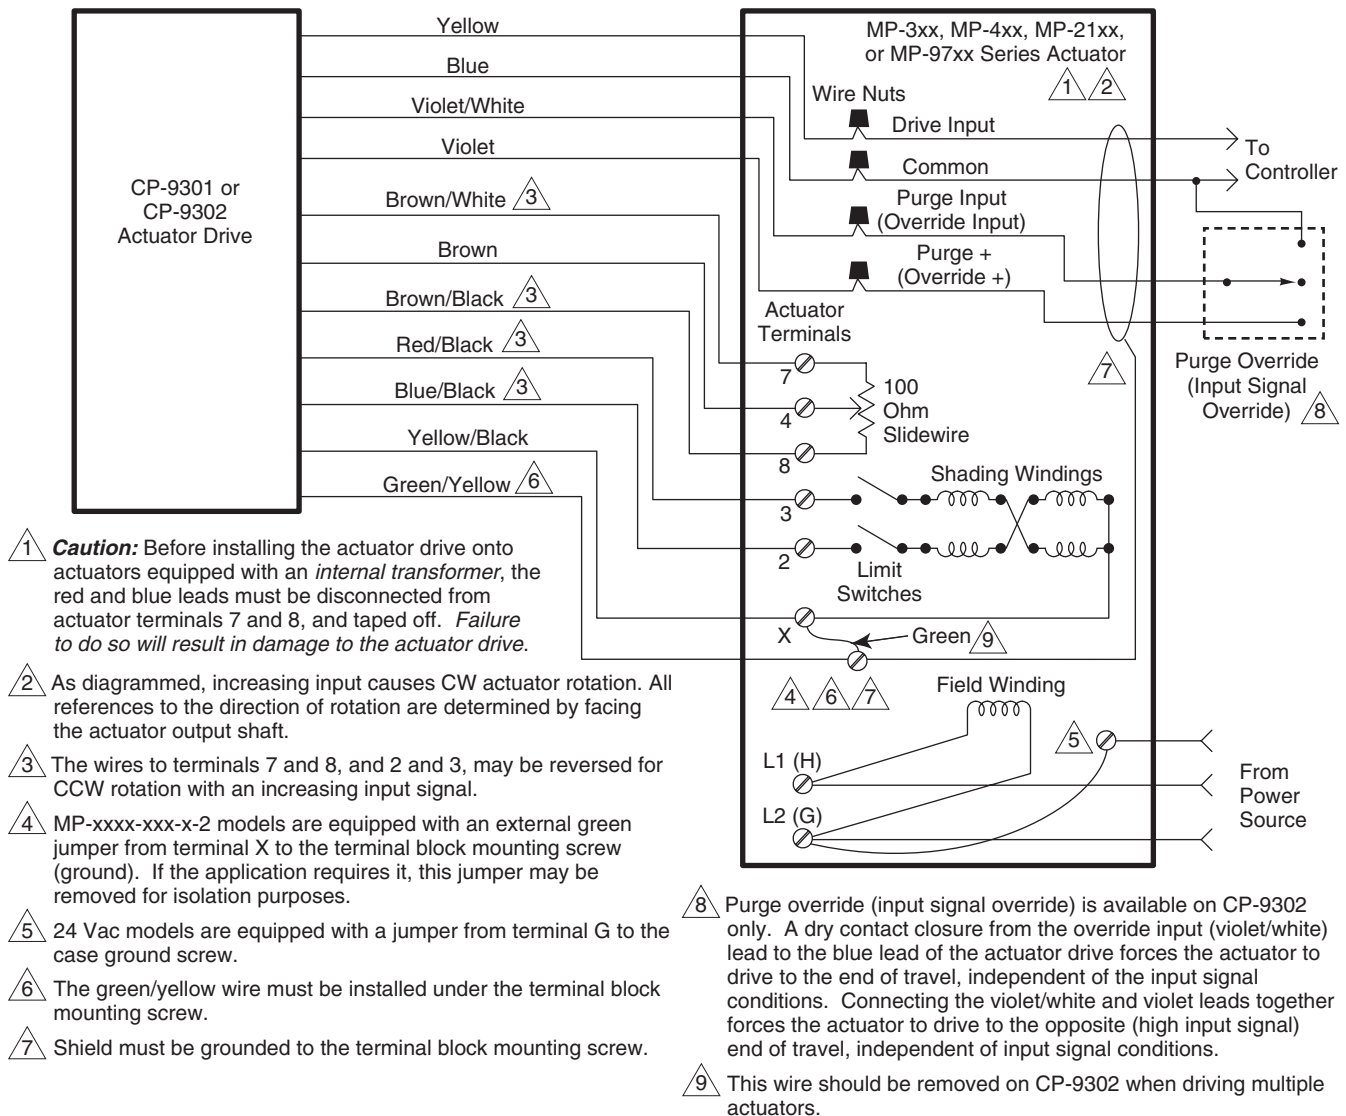 Yellow
Blue
Violet/White
Violet
Brown/White 3
Brown
Brown/Black 3
Red/Black 3
Blue/Black 3
Yellow/Black
Green/Yellow 6
CP-9301 or
CP-9302
Actuator Drive
MP-3xx, MP-4xx, MP-21xx,
or MP-97xx Series Actuator
1 2
Wire Nuts
Drive Input
Common
Purge Input
(Override Input)
Purge +
(Override +)
To
Controller
Purge Override
(Input Signal
Override) 8
7
Actuator
Terminals
7
4
8
100
Ohm
Slidewire
Shading Windings
3
2
Limit
Switches
X
Green 9
4 6 7
Field Winding
5
L1 (H)
L2 (G)
From
Power
Source
1 Caution: Before installing the actuator drive onto
actuators equipped with an internal transformer, the
red and blue leads must be disconnected from
actuator terminals 7 and 8, and taped off. Failure
to do so will result in damage to the actuator drive.
2 As diagrammed, increasing input causes CW actuator rotation. All
references to the direction of rotation are determined by facing
the actuator output shaft.
3 The wires to terminals 7 and 8, and 2 and 3, may be reversed for
CCW rotation with an increasing input signal.
4 MP-xxxx-xxx-x-2 models are equipped with an external green
jumper from terminal X to the terminal block mounting screw
(ground). If the application requires it, this jumper may be
removed for isolation purposes.
5 24 Vac models are equipped with a jumper from terminal G to the
case ground screw.
6 The green/yellow wire must be installed under the terminal block
mounting screw.
7 Shield must be grounded to the terminal block mounting screw.
8 Purge override (input signal override) is available on CP-9302
only. A dry contact closure from the override input (violet/white)
lead to the blue lead of the actuator drive forces the actuator to
drive to the end of travel, independent of the input signal
conditions. Connecting the violet/white and violet leads together
forces the actuator to drive to the opposite (high input signal)
end of travel, independent of input signal conditions.
9 This wire should be removed on CP-9302 when driving multiple
actuators.